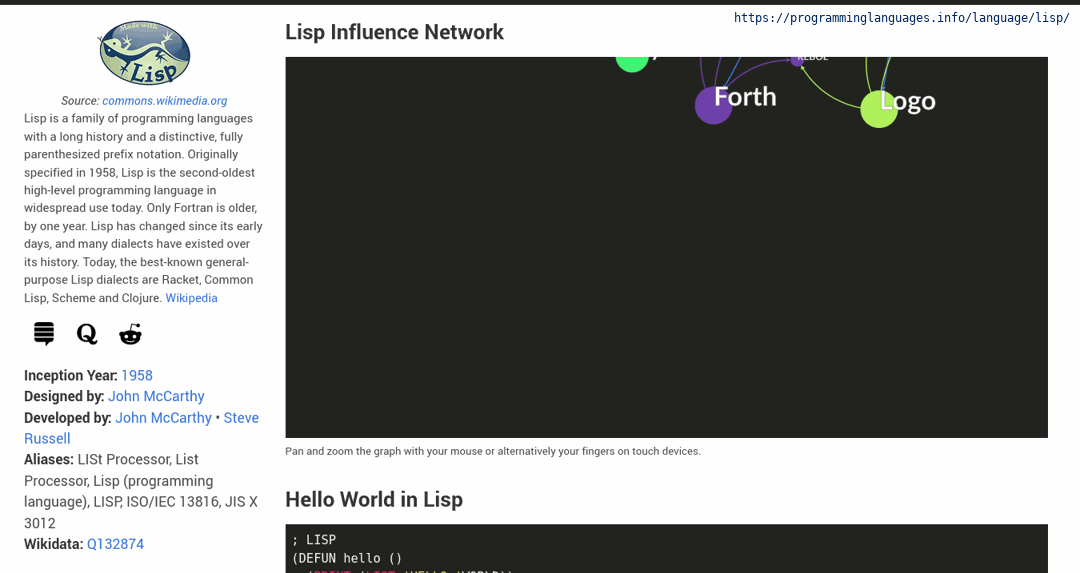 https://programminglanguages.info/language/lisp/
Made with
Lisp
Source: commons.wikimedia.org
Lisp is a family of programming languages
with a long history and a distinctive, fully
parenthesized prefix notation. Originally
specified in 1958, Lisp is the second-oldest
high-level programming language in
widespread use today. Only Fortran is older,
by one year. Lisp has changed since its early
days, and many dialects have existed over
its history. Today, the best-known general-
purpose Lisp dialects are Racket, Common
Lisp, Scheme and Clojure. Wikipedia
Inception Year: 1958
Designed by: John McCarthy
Developed by: John McCarthy • Steve
Russell
Aliases: LISt Processor, List
Processor, Lisp (programming
language), LISP, ISO/IEC 13816, JIS X
3012
Wikidata: Q132874
Lisp Influence Network
REBOL
Forth
Logo
Pan and zoom the graph with your mouse or alternatively your fingers on touch devices.
Hello World in Lisp
; LISP
(DEFUN hello ()